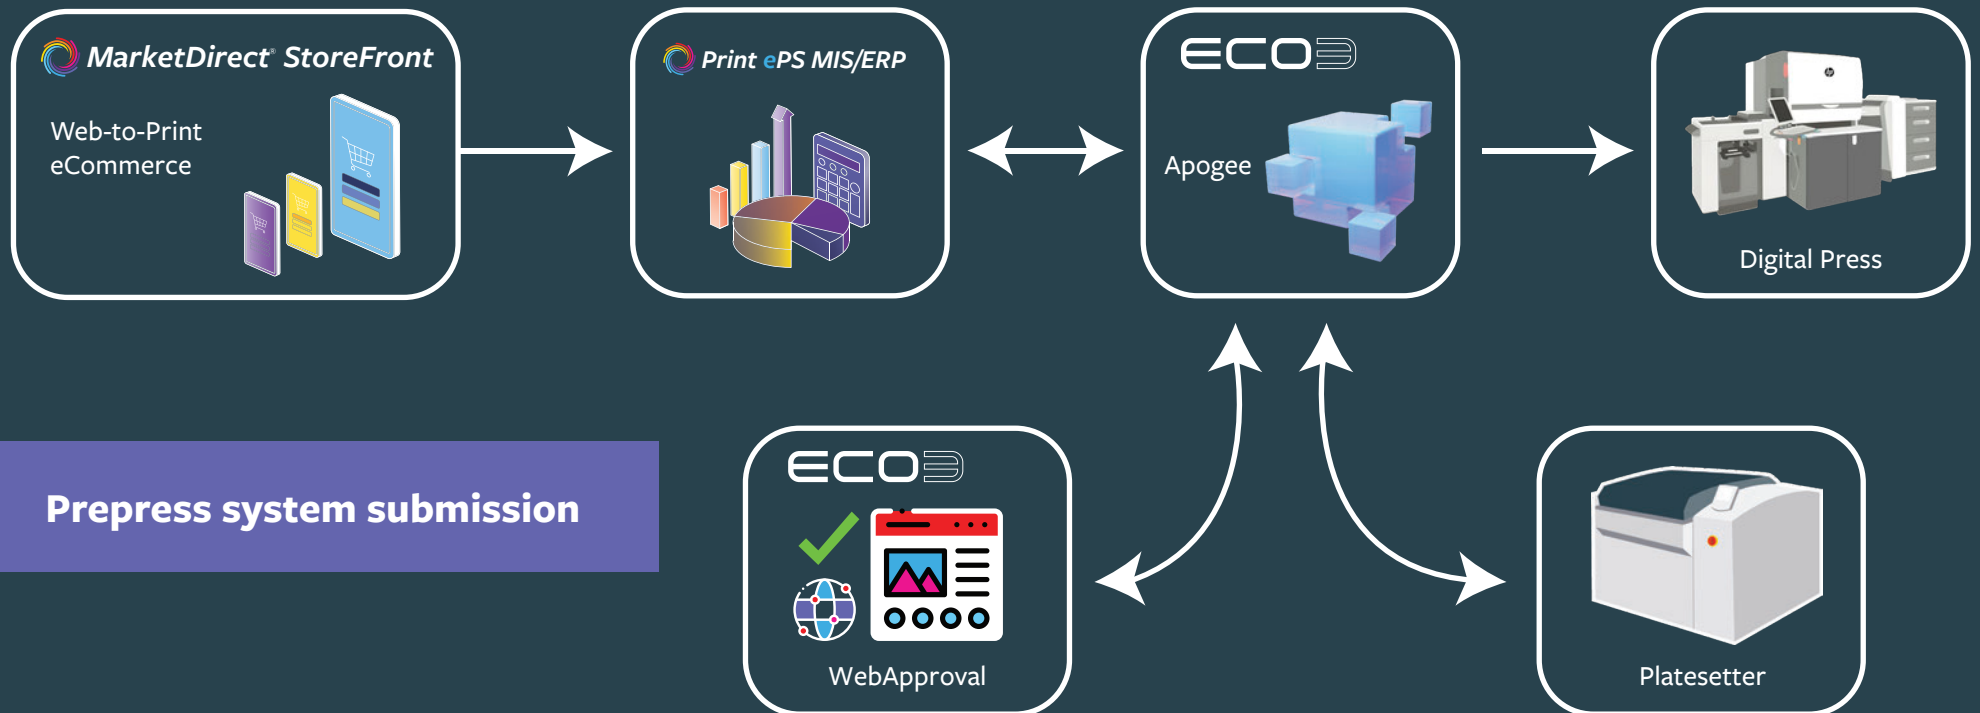 MarketDirect® StoreFront
Web-to-Print
eCommerce
Print ePS MIS/ERP
ECO3
Apogee
hp
Digital Press
Prepress system submission
ECO3
WebApproval
Platesetter